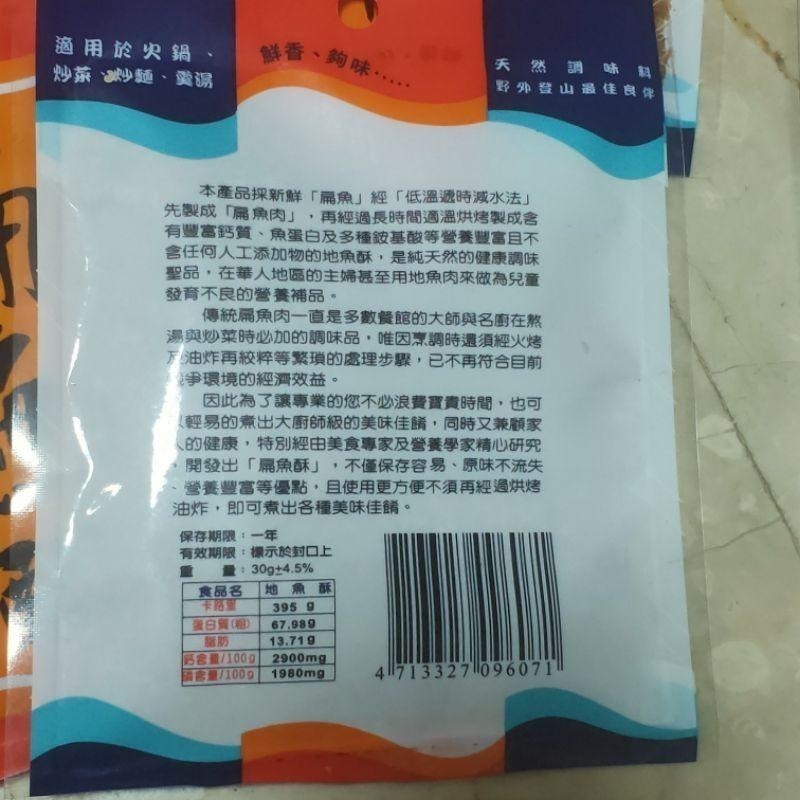 適用於火鍋、
炒菜、炒麵、羹湯
鮮香、夠味‥‥‥
天然調味料
野外登山最佳良伴
本產品採新鮮「扁魚」經「低溫遞時減水法」
先製成「扁魚肉」，再經過長時間適溫烘烤製成含
有豐富鈣質、魚蛋白及多種銨基酸等營養豐富且不
含任何人工添加物的地魚酥，是純天然的健康調味
聖品，在華人地區的主婦甚至用地魚肉來做為兒童
發育不良的營養補品。
傳統扁魚肉一直是多數餐館的大師與名廚在熬
湯與炒菜時必加的調味品，唯因烹調時還須經火烤
及油炸再絞粹等繁瑣的處理步驟，已不再符合目前
爭環境的經濟效益。
因此為了讓專業的您不必浪費寶貴時間，也可
以輕易的煮出大廚師級的美味佳餚，同時又兼顧家
人的健康，特別經由美食專家及營養學家精心研究
，開發出「扁魚酥」，不僅保存容易、原味不流失
、營養豐富等優點，且使用更方便不須再經過烘烤
油炸，即可煮出各種美味佳餚。
保存期限：一年
有效期限：標示於封口上
重　　量：30g±4.5%
食品名 地魚酥
卡路里 395 g
蛋白質(粗) 67.98g
脂肪 13.71g
鈣含量/100g 2900mg
磷含量/100g 1980mg
4 713327 096071